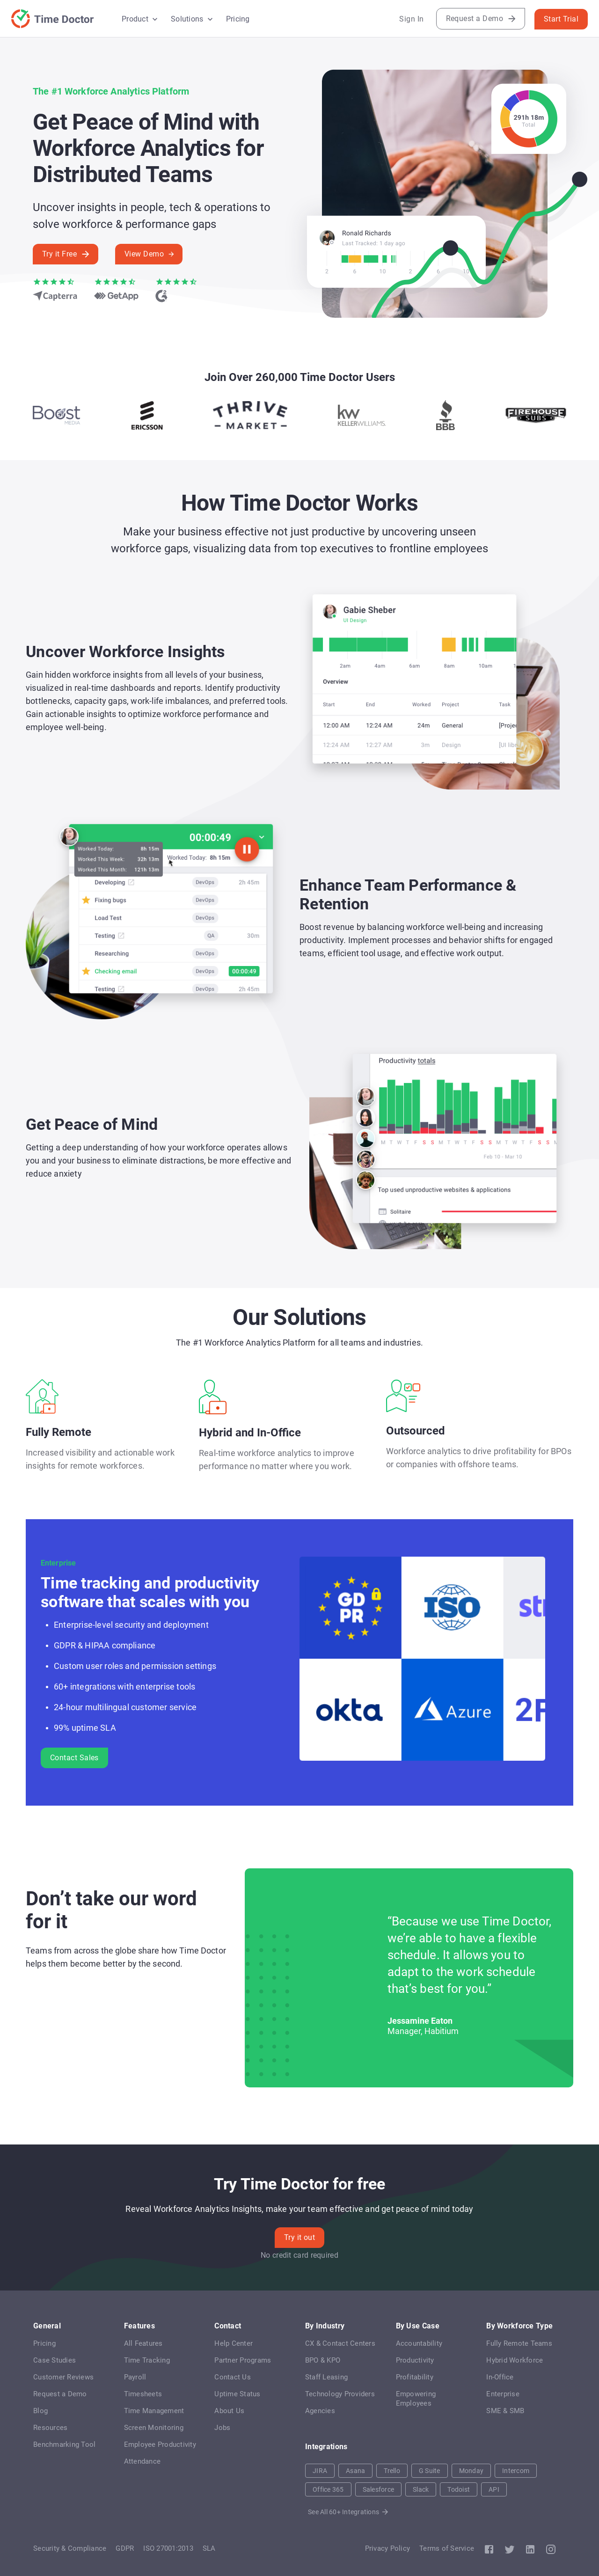 Time Doctor
Product
Solutions
Pricing
Sign In
Request a Demo
Start Trial
The #1 Workforce Analytics Platform
Get Peace of Mind with
Workforce Analytics for
Distributed Teams
Uncover insights in people, tech & operations to
solve workforce & performance gaps
Try it Free
View Demo
Capterra
GetApp
291h 18m
Total
Ronald Richards
Last Tracked: 1 day ago
2 6 10 2 6 10
Join Over 260,000 Time Doctor Users
Boost
MEDIA
ERICSSON
THRIVE
MARKET
kw
KELLERWILLIAMS.
BBB
FIREHOUSE
SUBS
How Time Doctor Works
Make your business effective not just productive by uncovering unseen
workforce gaps, visualizing data from top executives to frontline employees
Uncover Workforce Insights
Gain hidden workforce insights from all levels of your business,
visualized in real-time dashboards and reports. Identify productivity
bottlenecks, capacity gaps, work-life imbalances, and preferred tools.
Gain actionable insights to optimize workforce performance and
employee well-being.
Gabie Sheber
UI Design
2am 4am 6am 8am 10am
Overview
Start End Worked Project Task
12:00 AM 12:24 AM 24m General [Projec
12:24 AM 12:27 AM 3m Design [UI libr
00:00:49
Worked Today: 8h 15m
Worked This Week: 32h 13m
Worked This Month: 121h 13m
Worked Today: 8h 15m
Developing DevOps 2h 45m
Fixing bugs DevOps
Load Test DevOps
Testing QA 30m
Researching DevOps
Checking email DevOps 00:00:49
Testing DevOps 2h 45m
Enhance Team Performance &
Retention
Boost revenue by balancing workforce well-being and increasing
productivity. Implement processes and behavior shifts for engaged
teams, efficient tool usage, and effective work output.
Get Peace of Mind
Getting a deep understanding of how your workforce operates allows
you and your business to eliminate distractions, be more effective and
reduce anxiety
Productivity totals
M T W T F S S M T W T F S S M T W T F S S
Feb 10 - Mar 10
Top used unproductive websites & applications
Solitaire
Our Solutions
The #1 Workforce Analytics Platform for all teams and industries.
Fully Remote
Increased visibility and actionable work
insights for remote workforces.
Hybrid and In-Office
Real-time workforce analytics to improve
performance no matter where you work.
Outsourced
Workforce analytics to drive profitability for BPOs
or companies with offshore teams.
Enterprise
Time tracking and productivity
software that scales with you
• Enterprise-level security and deployment
• GDPR & HIPAA compliance
• Custom user roles and permission settings
• 60+ integrations with enterprise tools
• 24-hour multilingual customer service
• 99% uptime SLA
Contact Sales
GD
PR
ISO
str
okta
Azure
2F
Don’t take our word
for it
Teams from across the globe share how Time Doctor
helps them become better by the second.
“Because we use Time Doctor,
we’re able to have a flexible
schedule. It allows you to
adapt to the work schedule
that’s best for you.”
Jessamine Eaton
Manager, Habitium
Try Time Doctor for free
Reveal Workforce Analytics Insights, make your team effective and get peace of mind today
Try it out
No credit card required
General
Pricing
Case Studies
Customer Reviews
Request a Demo
Blog
Resources
Benchmarking Tool
Features
All Features
Time Tracking
Payroll
Timesheets
Time Management
Screen Monitoring
Employee Productivity
Attendance
Contact
Help Center
Partner Programs
Contact Us
Uptime Status
About Us
Jobs
By Industry
CX & Contact Centers
BPO & KPO
Staff Leasing
Technology Providers
Agencies
By Use Case
Accountability
Productivity
Profitability
Empowering
Employees
By Workforce Type
Fully Remote Teams
Hybrid Workforce
In-Office
Enterprise
SME & SMB
Integrations
JIRA
Asana
Trello
G Suite
Monday
Intercom
Office 365
Salesforce
Slack
Todoist
API
See All 60+ Integrations
Security & Compliance
GDPR
ISO 27001:2013
SLA
Privacy Policy
Terms of Service